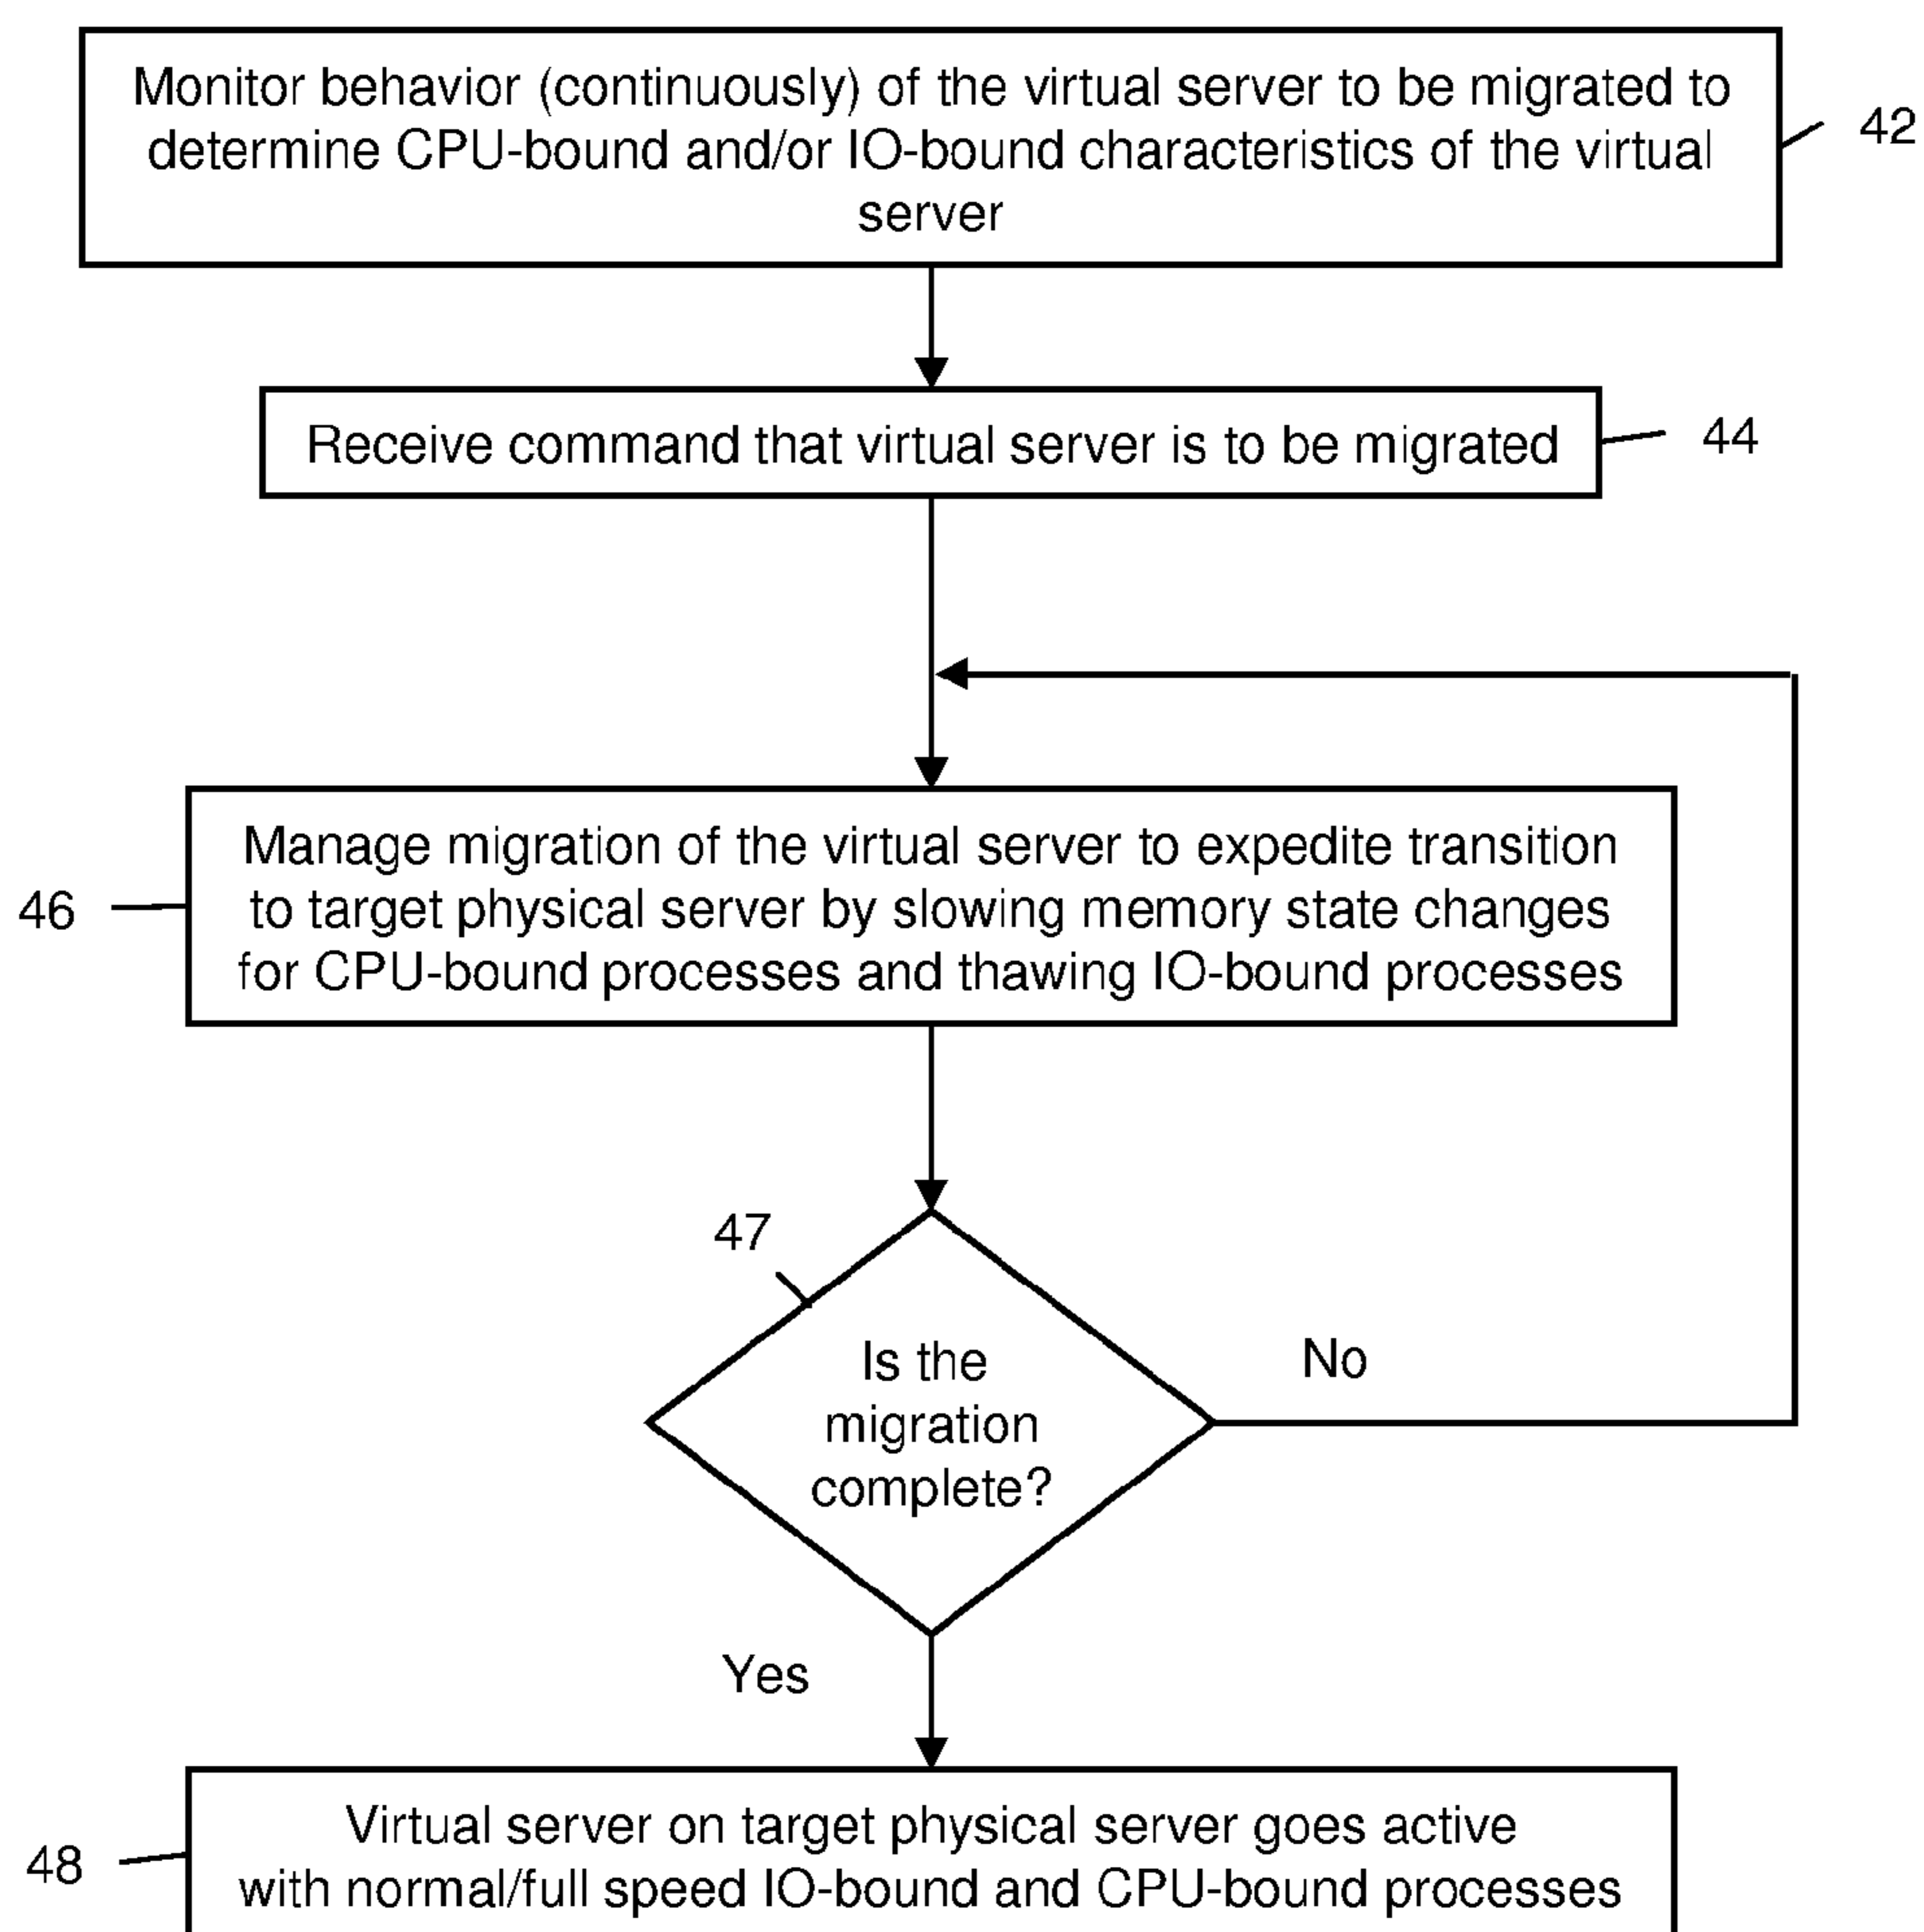 Monitor behavior (continuously) of the virtual server to be migrated to
determine CPU-bound and/or IO-bound characteristics of the virtual
server
42
Receive command that virtual server is to be migrated
44
Manage migration of the virtual server to expedite transition
to target physical server by slowing memory state changes
for CPU-bound processes and thawing IO-bound processes
46
47
Is the
migration
complete?
No
Yes
Virtual server on target physical server goes active
with normal/full speed IO-bound and CPU-bound processes
48